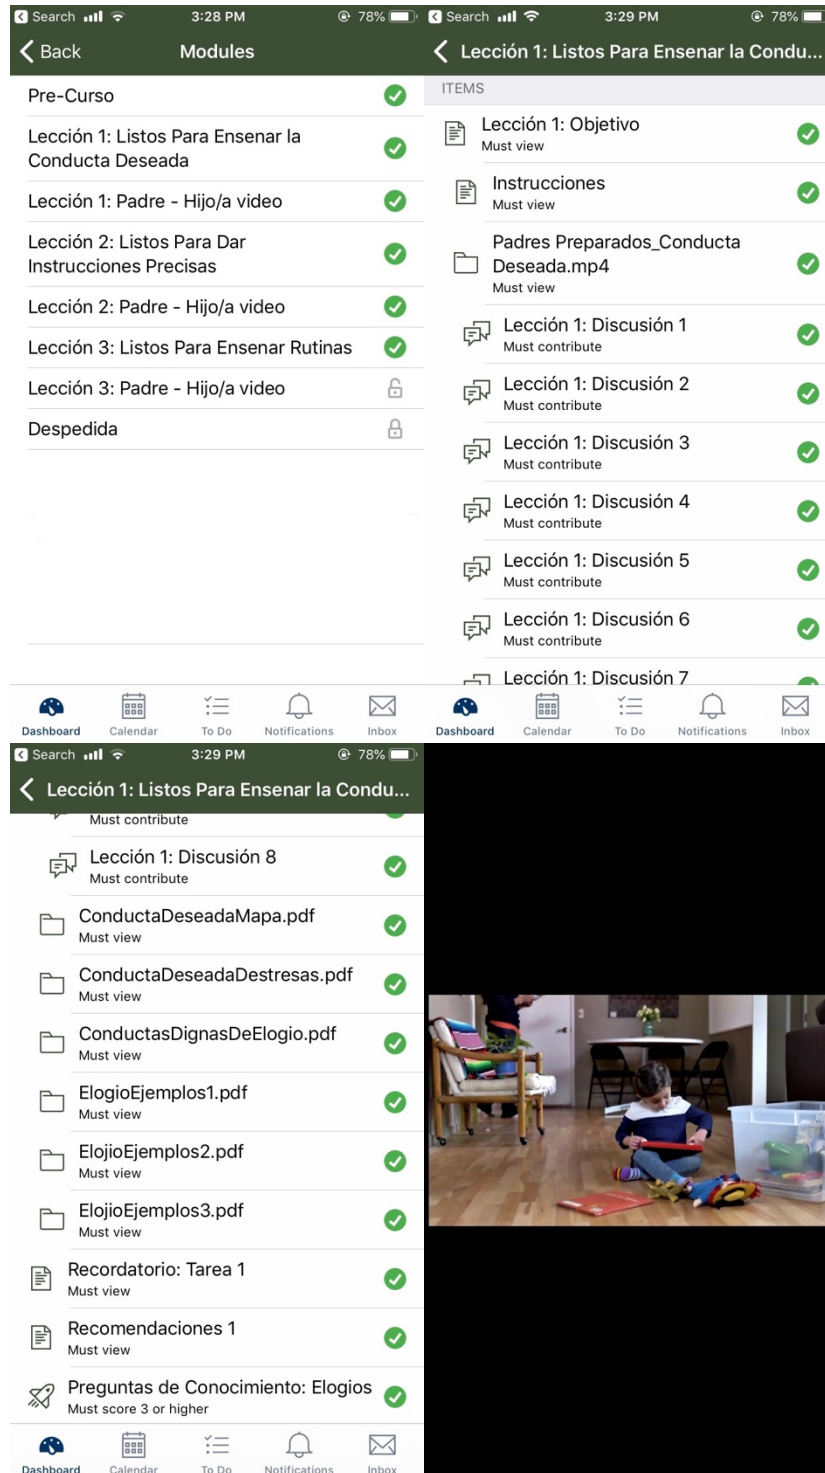 Search 3:28 PM 78%
Back Modules
Pre-Curso
Lección 1: Listos Para Ensenar la
Conducta Deseada
Lección 1: Padre - Hijo/a video
Lección 2: Listos Para Dar
Instrucciones Precisas
Lección 2: Padre - Hijo/a video
Lección 3: Listos Para Ensenar Rutinas
Lección 3: Padre - Hijo/a video
Despedida
Dashboard Calendar To Do Notifications Inbox
Search 3:29 PM 78%
Lección 1: Listos Para Ensenar la Condu...
ITEMS
Lección 1: Objetivo
Must view
Instrucciones
Must view
Padres Preparados_Conducta
Deseada.mp4
Must view
Lección 1: Discusión 1
Must contribute
Lección 1: Discusión 2
Must contribute
Lección 1: Discusión 3
Must contribute
Lección 1: Discusión 4
Must contribute
Lección 1: Discusión 5
Must contribute
Lección 1: Discusión 6
Must contribute
Lección 1: Discusión 7
Dashboard Calendar To Do Notifications Inbox
Search 3:29 PM 78%
Lección 1: Listos Para Ensenar la Condu...
Must contribute
Lección 1: Discusión 8
Must contribute
ConductaDeseadaMapa.pdf
Must view
ConductaDeseadaDestresas.pdf
Must view
ConductasDignasDeElogio.pdf
Must view
ElogioEjemplos1.pdf
Must view
ElojioEjemplos2.pdf
Must view
ElojioEjemplos3.pdf
Must view
Recordatorio: Tarea 1
Must view
Recomendaciones 1
Must view
Preguntas de Conocimiento: Elogios
Must score 3 or higher
Dashboard Calendar To Do Notifications Inbox